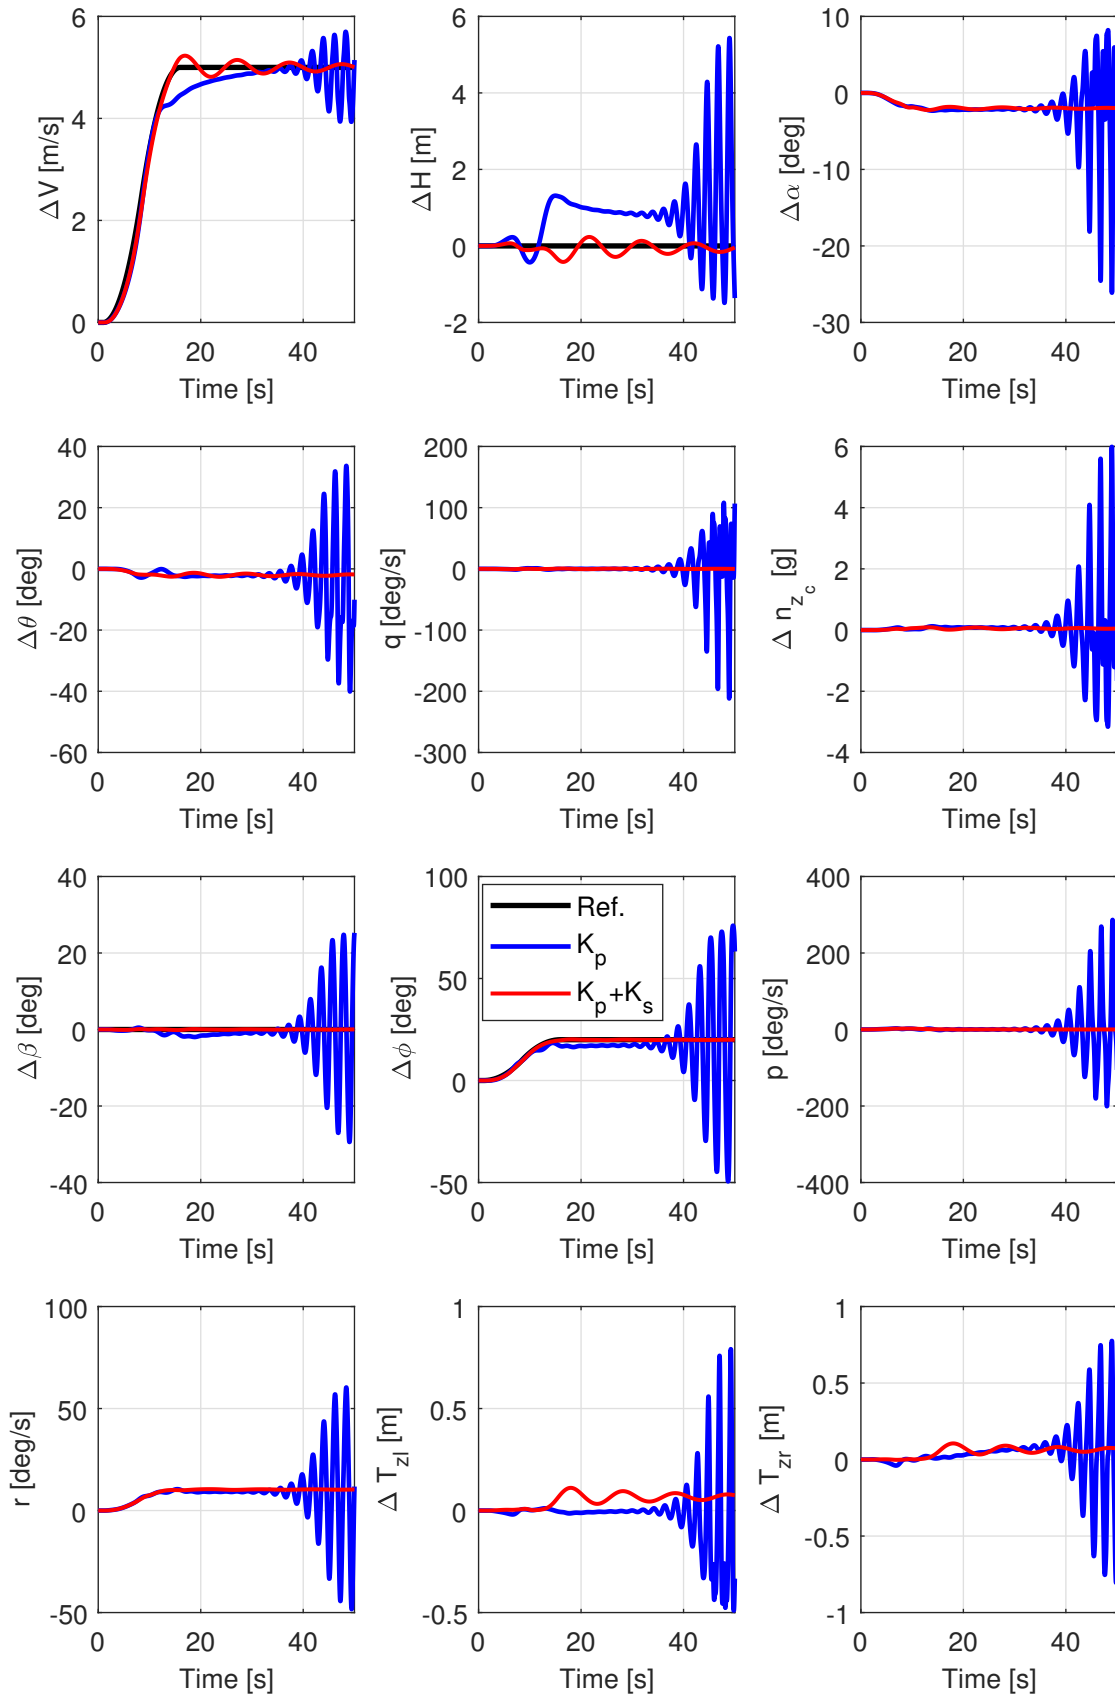 6
4
2
0
ΔV [m/s]
0 20 40
Time [s]
6
4
2
0
-2
ΔH [m]
0 20 40
Time [s]
10
0
-10
-20
-30
Δα [deg]
0 20 40
Time [s]
40
20
0
-20
-40
-60
Δθ [deg]
0 20 40
Time [s]
200
100
0
-100
-200
-300
q [deg/s]
0 20 40
Time [s]
6
4
2
0
-2
-4
Δ n_{z_c} [g]
0 20 40
Time [s]
40
20
0
-20
-40
Δβ [deg]
0 20 40
Time [s]
100
50
0
-50
Δϕ [deg]
Ref.
K_p
K_p+K_s
0 20 40
Time [s]
400
200
0
-200
-400
p [deg/s]
0 20 40
Time [s]
100
50
0
-50
r [deg/s]
0 20 40
Time [s]
1
0.5
0
-0.5
Δ T_{zl} [m]
0 20 40
Time [s]
1
0.5
0
-0.5
-1
Δ T_{zr} [m]
0 20 40
Time [s]